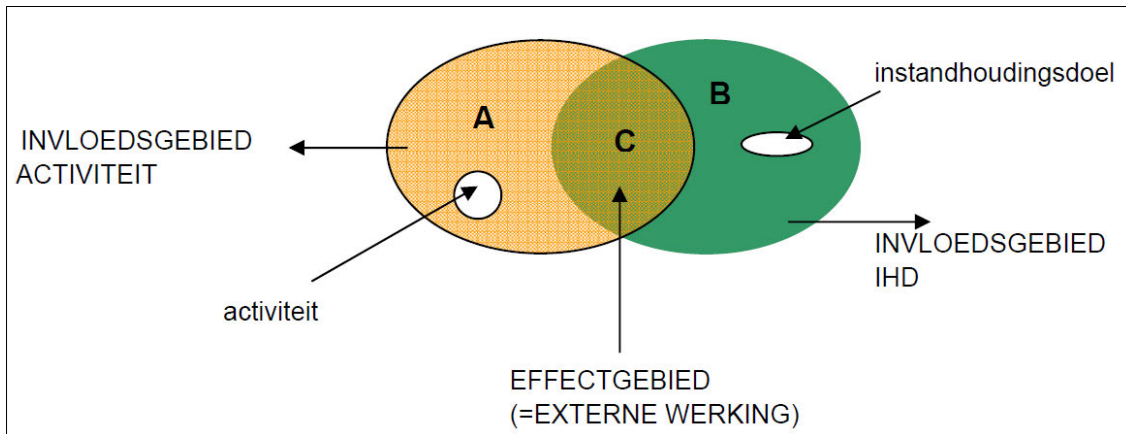 instandhoudingsdoel
B
A
C
INVLOEDSGEBIED
ACTIVITEIT
INVLOEDSGEBIED
IHD
activiteit
EFFECTGEBIED
(=EXTERNE WERKING)